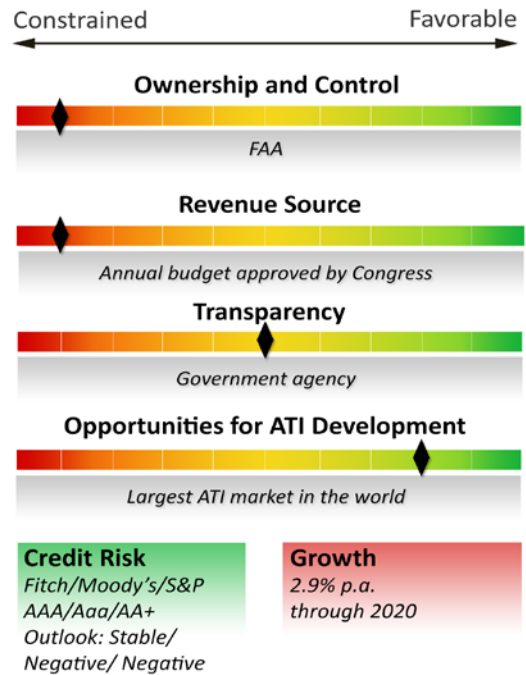 Constrained Favorable
Ownership and Control
FAA
Revenue Source
Annual budget approved by Congress
Transparency
Government agency
Opportunities for ATI Development
Largest ATI market in the world
Credit Risk
Fitch/Moody's/S&P
AAA/Aaa/AA+
Outlook: Stable/
Negative/ Negative
Growth
2.9% p.a.
through 2020